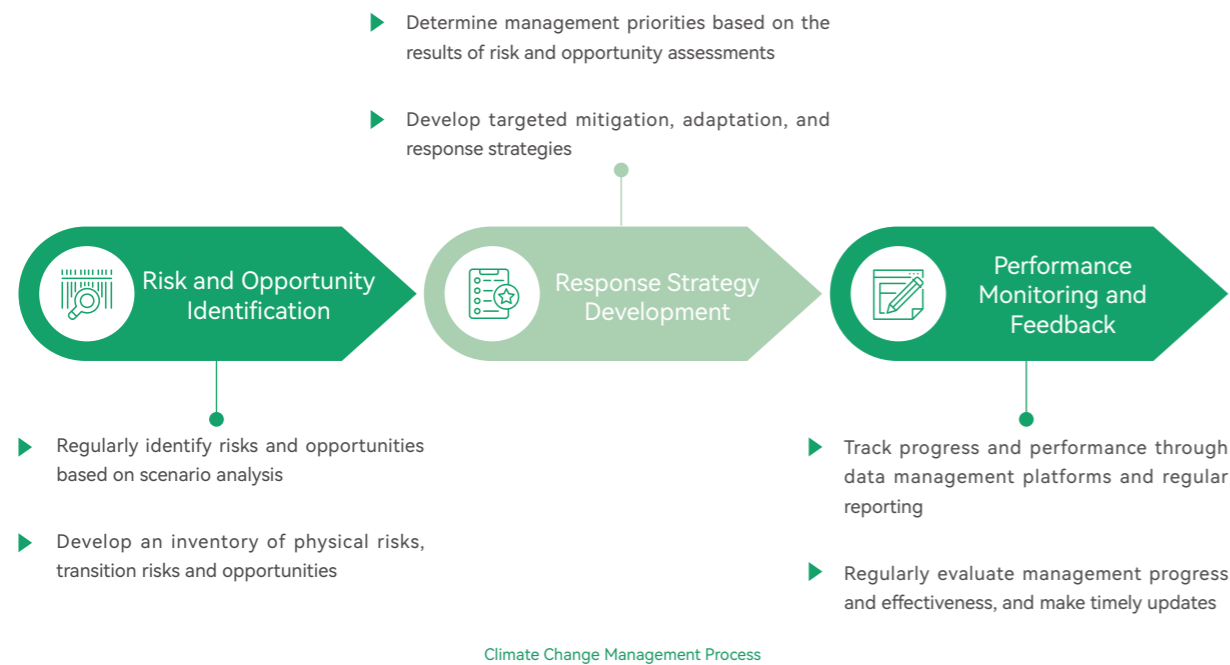 Determine management priorities based on the
results of risk and opportunity assessments
Develop targeted mitigation, adaptation, and
response strategies
Risk and Opportunity
Identification
Response Strategy
Development
Performance
Monitoring and
Feedback
Regularly identify risks and opportunities
based on scenario analysis
Develop an inventory of physical risks,
transition risks and opportunities
Track progress and performance through
data management platforms and regular
reporting
Regularly evaluate management progress
and effectiveness, and make timely updates
Climate Change Management Process